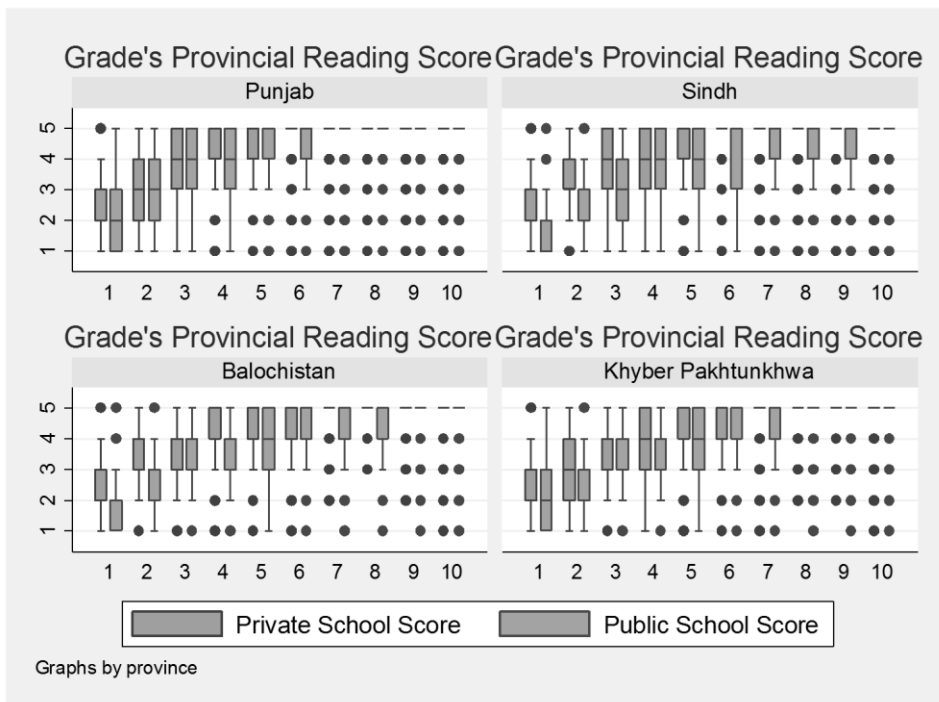 Grade's Provincial Reading Score Grade's Provincial Reading Score
Punjab Sindh
5
4
3
2
1
1 2 3 4 5 6 7 8 9 10 1 2 3 4 5 6 7 8 9 10
Grade's Provincial Reading Score Grade's Provincial Reading Score
Balochistan Khyber Pakhtunkhwa
5
4
3
2
1
1 2 3 4 5 6 7 8 9 10 1 2 3 4 5 6 7 8 9 10
Private School Score Public School Score
Graphs by province